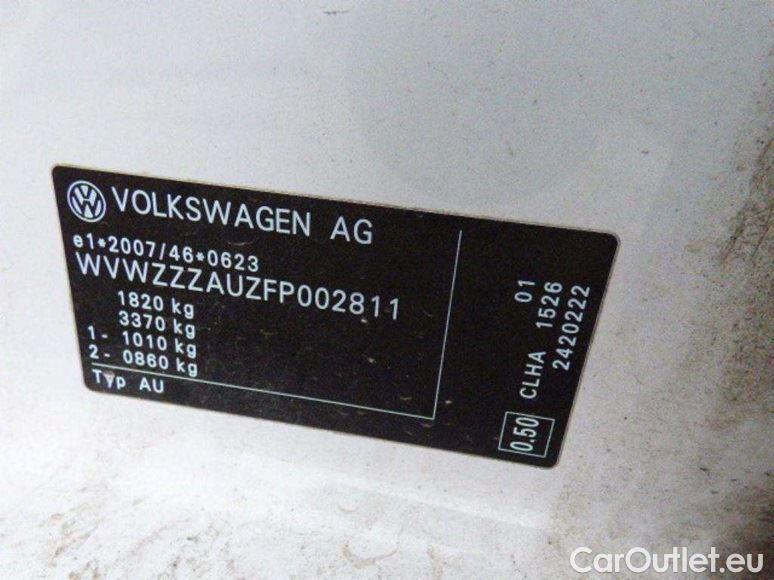 VOLKSWAGEN AG
e1*2007/46*0623
WVWZZZAUZFP002811
1820 kg
3370 kg
1- 1010 kg
2- 0860 kg
Typ AU
01
CLHA 1526
2420222
0.50
CarOutlet.eu